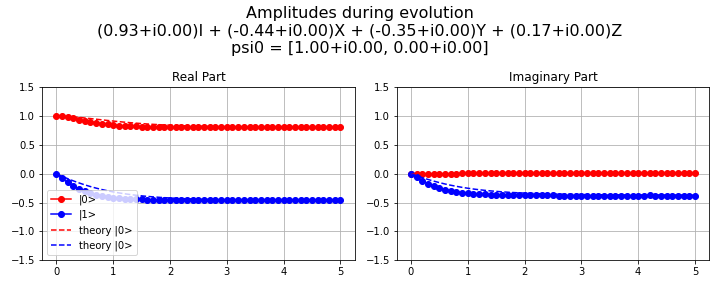 Amplitudes during evolution
(0.93+i0.00)I + (-0.44+i0.00)X + (-0.35+i0.00)Y + (0.17+i0.00)Z
psi0 = [1.00+i0.00, 0.00+i0.00]
Real Part
1.5
1.0
0.5
0.0
−0.5
−1.0
−1.5
0 1 2 3 4 5
|0>
|1>
theory |0>
theory |0>
Imaginary Part
1.5
1.0
0.5
0.0
−0.5
−1.0
−1.5
0 1 2 3 4 5